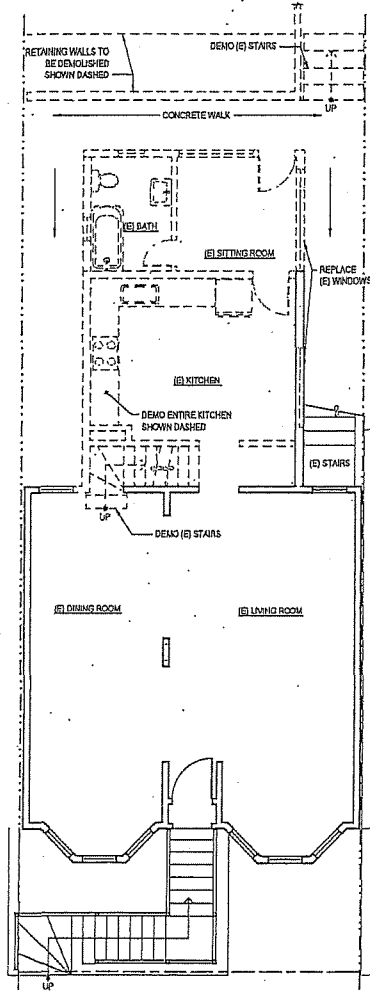 DEMO (E) STAIRS
RETAINING WALLS TO
BE DEMOLISHED
SHOWN DASHED
UP
CONCRETE WALK
(E) BATH
(E) SITTING ROOM
REPLACE
(E) WINDOWS
(E) KITCHEN
DEMO ENTIRE KITCHEN
SHOWN DASHED
(E) STAIRS
UP
DEMO (E) STAIRS
(E) DINING ROOM
(E) LIVING ROOM
UP